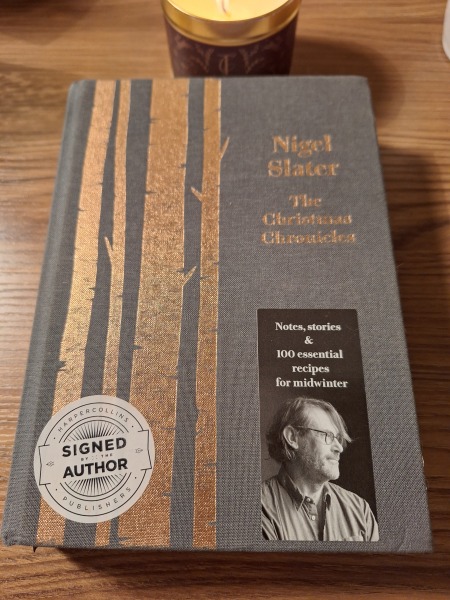 Nigel
Slater
The
Christmas
Chronicles
Notes, stories
&
100 essential
recipes
for midwinter
HARPERCOLLINS
SIGNED
BY THE
AUTHOR
PUBLISHERS